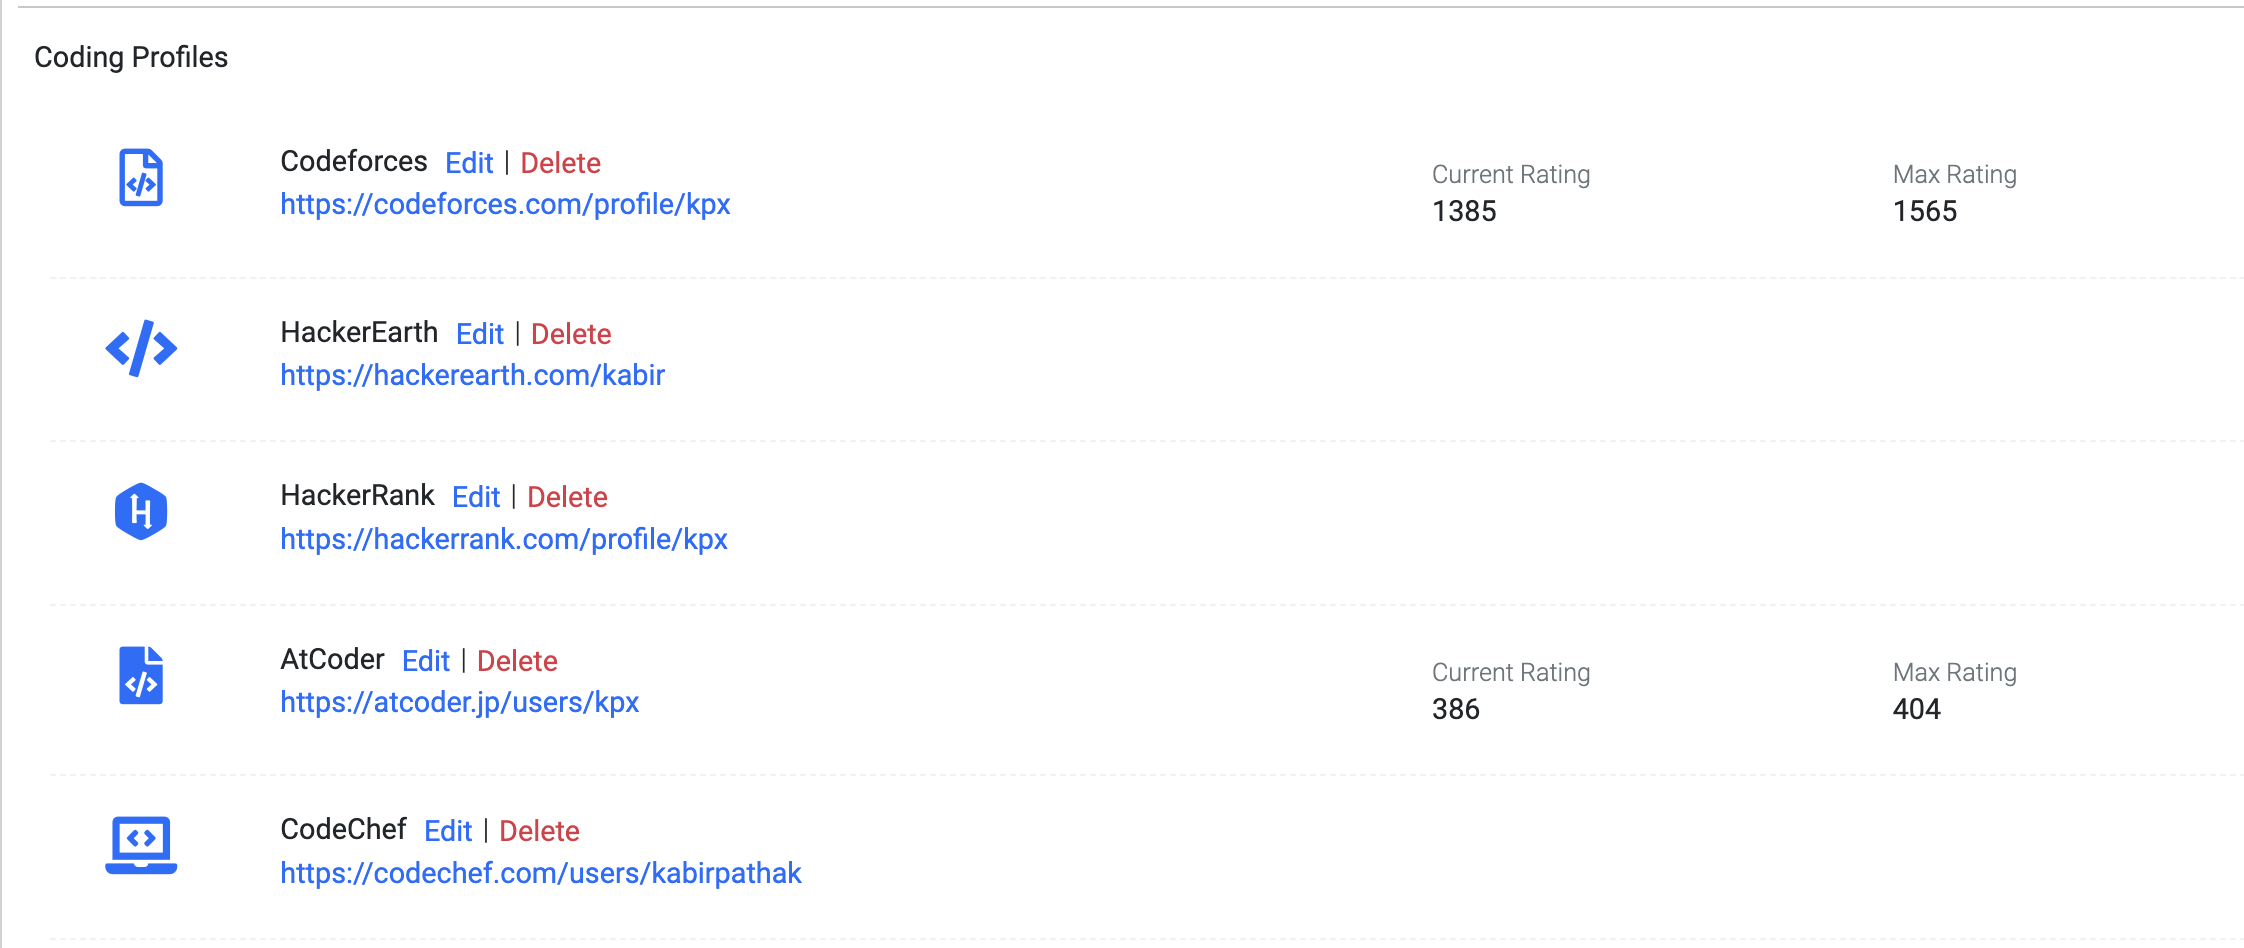 Coding Profiles
Codeforces Edit | Delete
https://codeforces.com/profile/kpx
Current Rating
1385
Max Rating
1565
HackerEarth Edit | Delete
https://hackerearth.com/kabir
HackerRank Edit | Delete
https://hackerrank.com/profile/kpx
AtCoder Edit | Delete
https://atcoder.jp/users/kpx
Current Rating
386
Max Rating
404
CodeChef Edit | Delete
https://codechef.com/users/kabirpathak